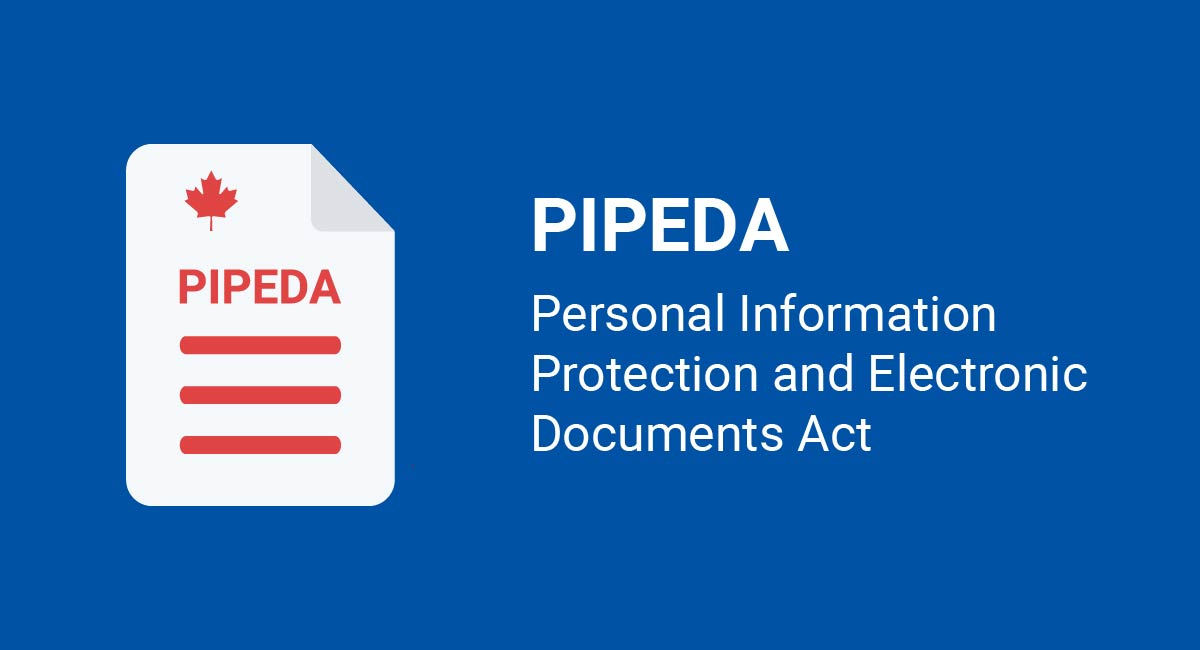 PIPEDA
PIPEDA
Personal Information
Protection and Electronic
Documents Act